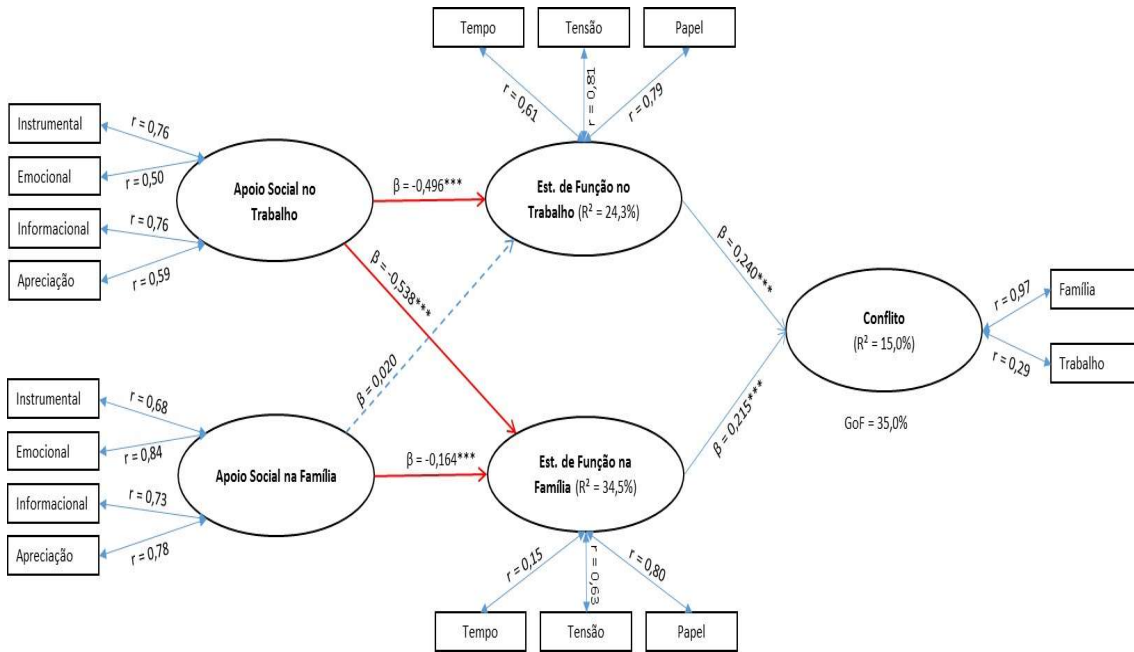 Tempo
Tensão
Papel
r = 0,61
r = 0,81
r = 0,79
Instrumental
r = 0,76
Emocional
r = 0,50
Informacional
r = 0,76
Apreciação
r = 0,59
Apoio Social no
Trabalho
β = -0,496***
Est. de Função no
Trabalho (R² = 24,3%)
β = -0,538***
β = 0,020
β = 0,240***
Conflito
(R² = 15,0%)
r = 0,97
Família
r = 0,29
Trabalho
GoF = 35,0%
Instrumental
r = 0,68
Emocional
r = 0,84
Informacional
r = 0,73
Apreciação
r = 0,78
Apoio Social na Família
β = -0,164***
Est. de Função na
Família (R² = 34,5%)
β = 0,215***
r = 0,15
r = 0,63
r = 0,80
Tempo
Tensão
Papel